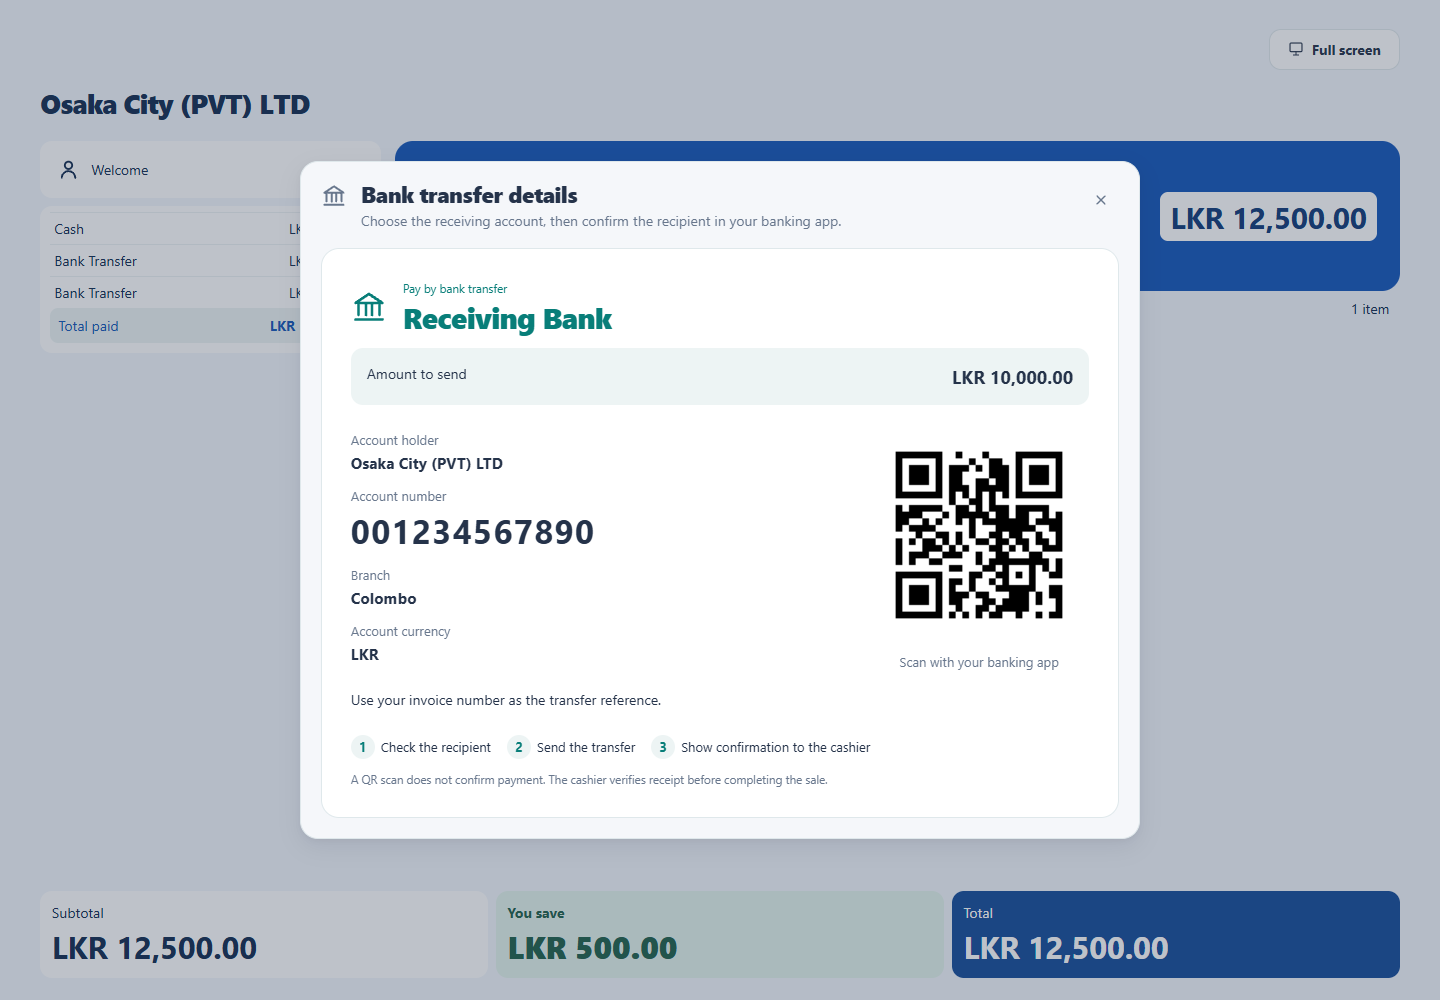 Full screen
Osaka City (PVT) LTD
Welcome
Cash
Bank Transfer
Bank Transfer
Total paid LKR
LKR 12,500.00
1 item
Bank transfer details
Choose the receiving account, then confirm the recipient in your banking app.
Pay by bank transfer
Receiving Bank
Amount to send LKR 10,000.00
Account holder
Osaka City (PVT) LTD
Account number
001234567890
Branch
Colombo
Account currency
LKR
Scan with your banking app
Use your invoice number as the transfer reference.
1 Check the recipient 2 Send the transfer 3 Show confirmation to the cashier
A QR scan does not confirm payment. The cashier verifies receipt before completing the sale.
Subtotal
LKR 12,500.00
You save
LKR 500.00
Total
LKR 12,500.00